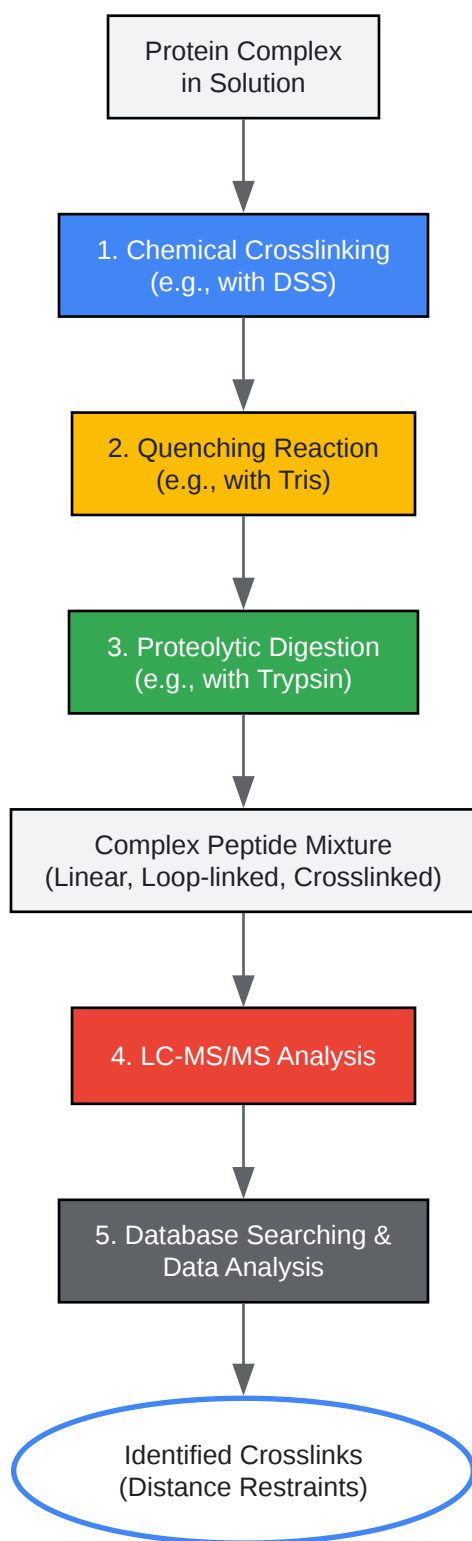 Protein Complex
in Solution
1. Chemical Crosslinking
(e.g., with DSS)
2. Quenching Reaction
(e.g., with Tris)
3. Proteolytic Digestion
(e.g., with Trypsin)
Complex Peptide Mixture
(Linear, Loop-linked, Crosslinked)
4. LC-MS/MS Analysis
5. Database Searching &
Data Analysis
Identified Crosslinks
(Distance Restraints)